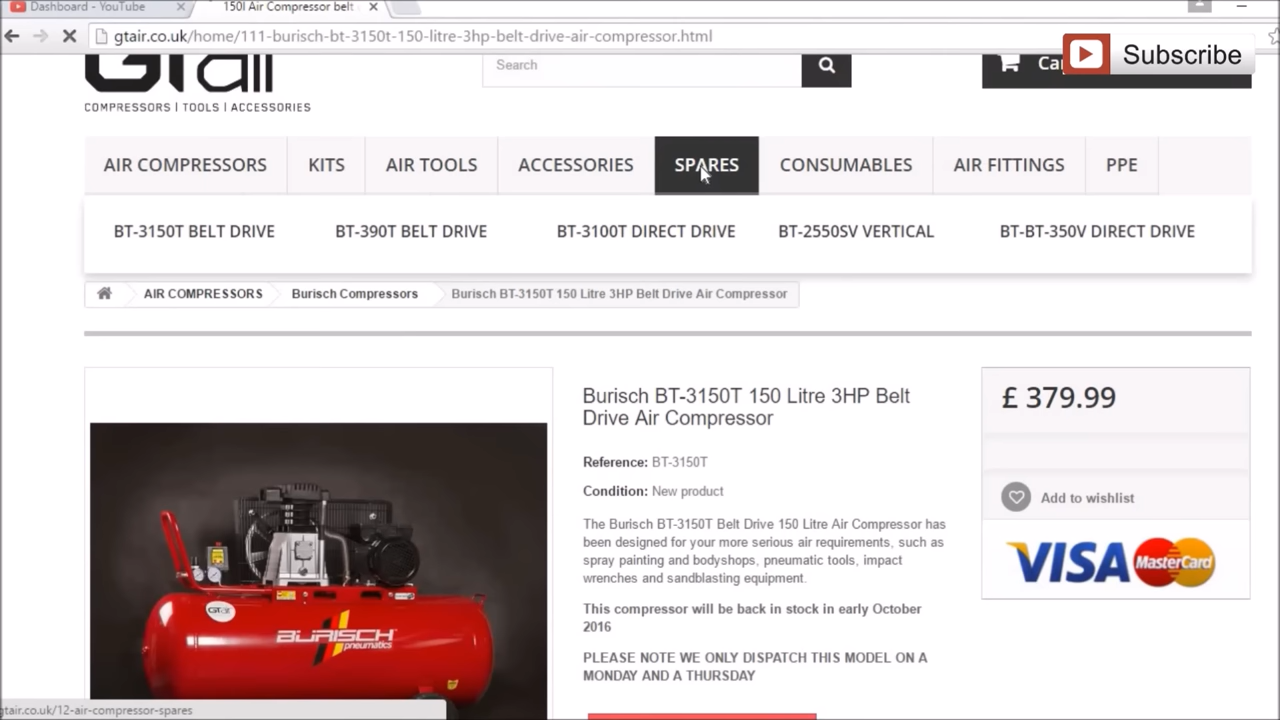 Dashboard - YouTube
150l Air Compressor belt
gtair.co.uk/home/111-burisch-bt-3150t-150-litre-3hp-belt-drive-air-compressor.html
Subscribe
GTair
Search
COMPRESSORS | TOOLS | ACCESSORIES
AIR COMPRESSORS KITS AIR TOOLS ACCESSORIES SPARES CONSUMABLES AIR FITTINGS PPE
BT-3150T BELT DRIVE BT-390T BELT DRIVE BT-3100T DIRECT DRIVE BT-2550SV VERTICAL BT-BT-350V DIRECT DRIVE
AIR COMPRESSORS Burisch Compressors Burisch BT-3150T 150 Litre 3HP Belt Drive Air Compressor
Burisch BT-3150T 150 Litre 3HP Belt
Drive Air Compressor
£ 379.99
Reference: BT-3150T
Condition: New product
Add to wishlist
The Burisch BT-3150T Belt Drive 150 Litre Air Compressor has
been designed for your more serious air requirements, such as
spray painting and bodyshops, pneumatic tools, impact
wrenches and sandblasting equipment.
VISA MasterCard
This compressor will be back in stock in early October
2016
PLEASE NOTE WE ONLY DISPATCH THIS MODEL ON A
MONDAY AND A THURSDAY
GTair
BURISCH
pneumatics
gtair.co.uk/12-air-compressor-spares